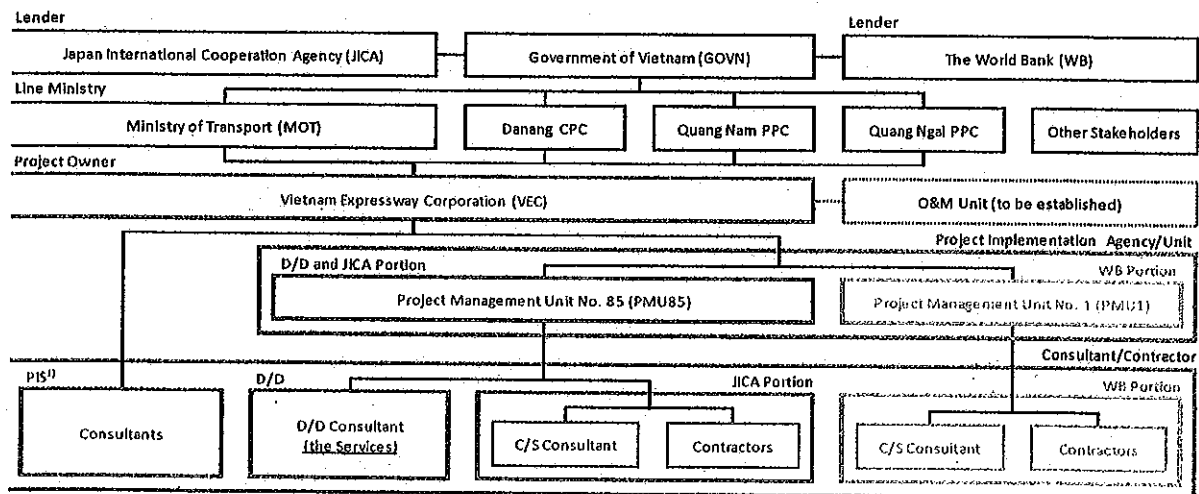 Lender
Lender
Japan International Cooperation Agency (JICA)
Government of Vietnam (GOVN)
The World Bank (WB)
Line Ministry
Ministry of Transport (MOT)
Danang CPC
Quang Nam PPC
Quang Ngai PPC
Other Stakeholders
Project Owner
Vietnam Expressway Corporation (VEC)
O&M Unit (to be established)
Project Implementation Agency/Unit
D/D and JICA Portion
WB Portion
Project Management Unit No. 85 (PMU85)
Project Management Unit No. 1 (PMU1)
Consultant/Contractor
PIS¹⁾
D/D
JICA Portion
WB Portion
Consultants
D/D Consultant
(the Services)
C/S Consultant
Contractors
C/S Consultant
Contractors